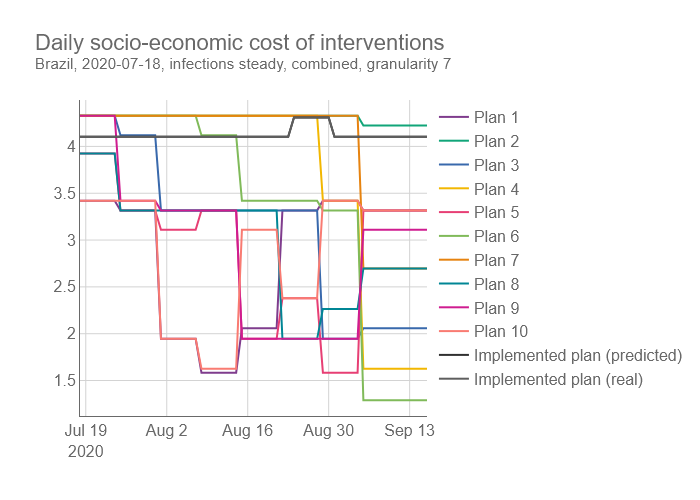 Daily socio-economic cost of interventions
Brazil, 2020-07-18, infections steady, combined, granularity 7
4
3.5
3
2.5
2
1.5
Jul 19
2020
Aug 2
Aug 16
Aug 30
Sep 13
Plan 1
Plan 2
Plan 3
Plan 4
Plan 5
Plan 6
Plan 7
Plan 8
Plan 9
Plan 10
Implemented plan (predicted)
Implemented plan (real)